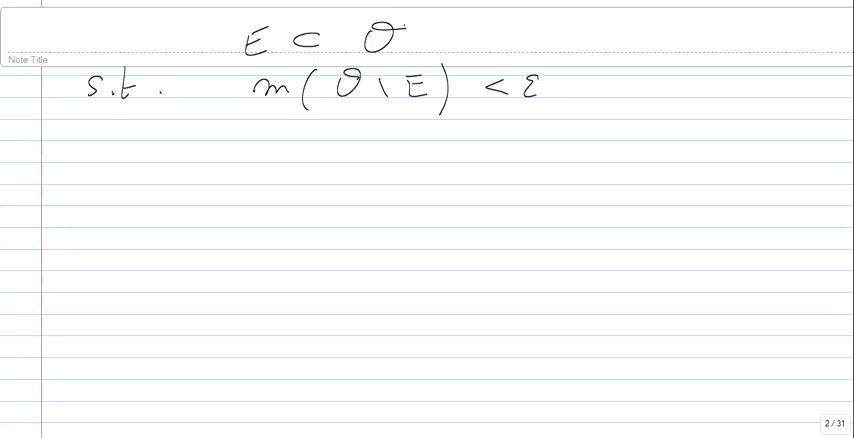 E ⊂ 𝒪
Note Title
s.t. m(𝒪 \ E) < ε
2 / 31